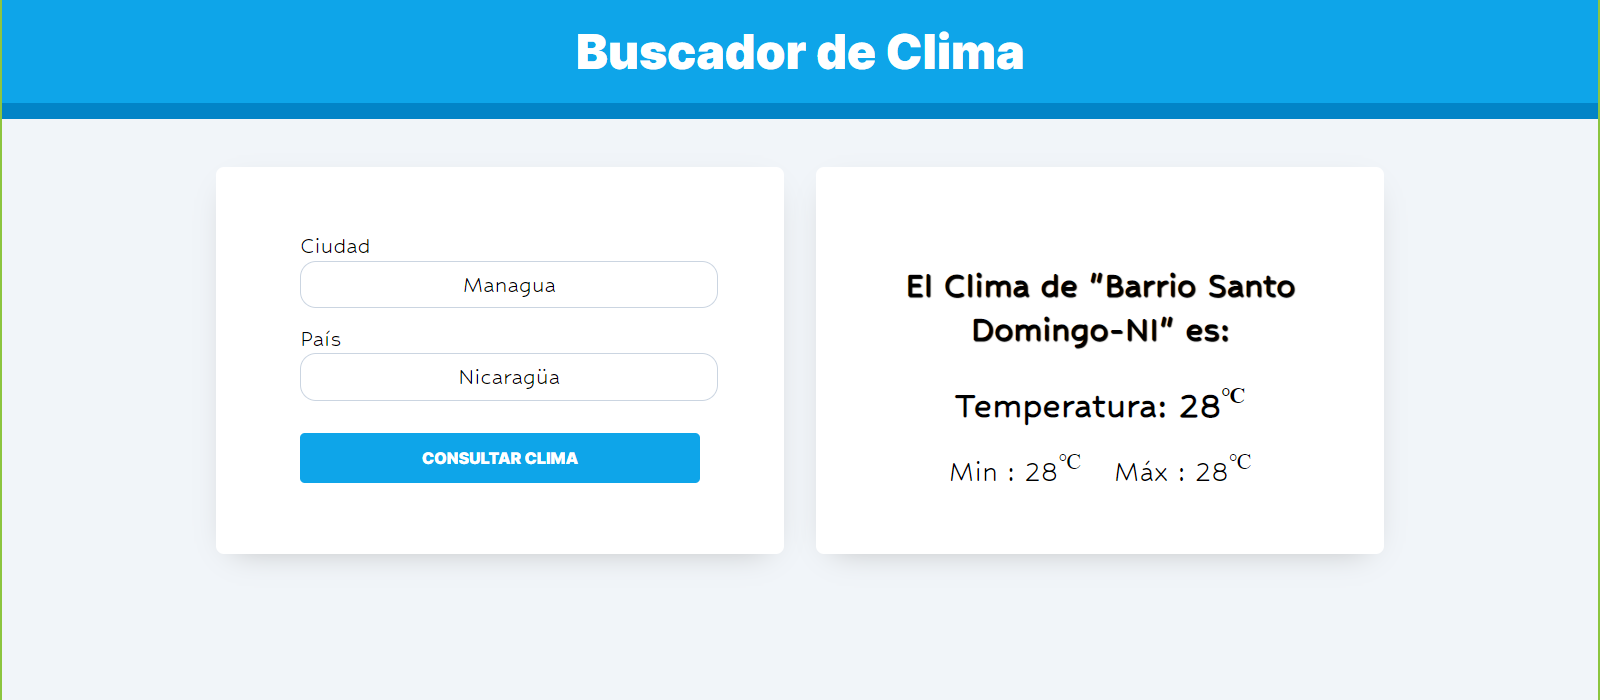 Buscador de Clima
Ciudad
Managua
País
Nicaragüa
CONSULTAR CLIMA
El Clima de "Barrio Santo
Domingo-NI" es:
Temperatura: 28℃
Min : 28℃ Máx : 28℃